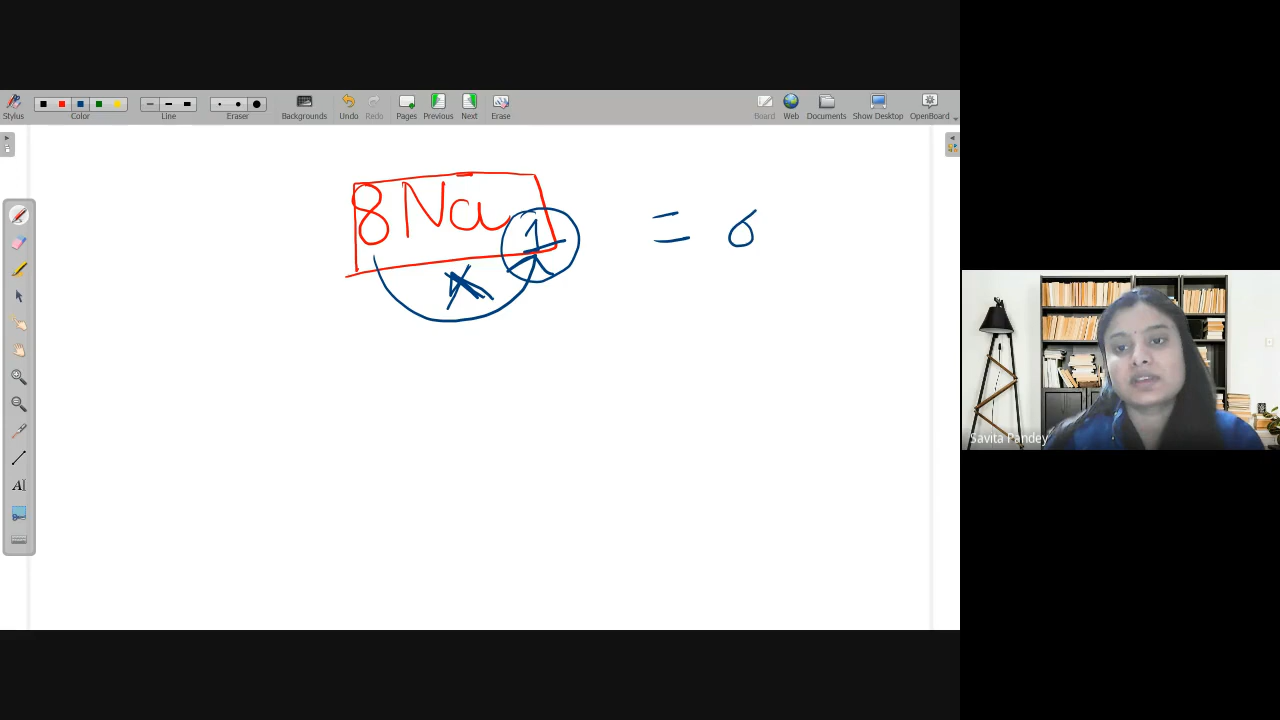 Stylus Color Line Eraser Backgrounds Undo Redo Pages Previous Next Erase Board Web Documents Show Desktop OpenBoard
8 Na 1 =
x
Savita Pandey